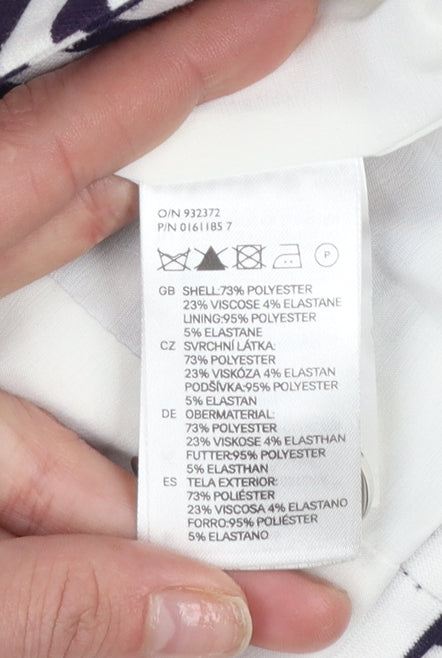 O/N 932372
P/N 0161185 7
P
GB SHELL:73% POLYESTER
23% VISCOSE 4% ELASTANE
LINING:95% POLYESTER
5% ELASTANE
CZ SVRCHNÍ LÁTKA:
73% POLYESTER
23% VISKÓZA 4% ELASTAN
PODŠÍVKA:95% POLYESTER
5% ELASTAN
DE OBERMATERIAL:
73% POLYESTER
23% VISKOSE 4% ELASTHAN
FUTTER:95% POLYESTER
5% ELASTHAN
ES TELA EXTERIOR:
73% POLIÉSTER
23% VISCOSA 4% ELASTANO
FORRO:95% POLIÉSTER
5% ELASTANO